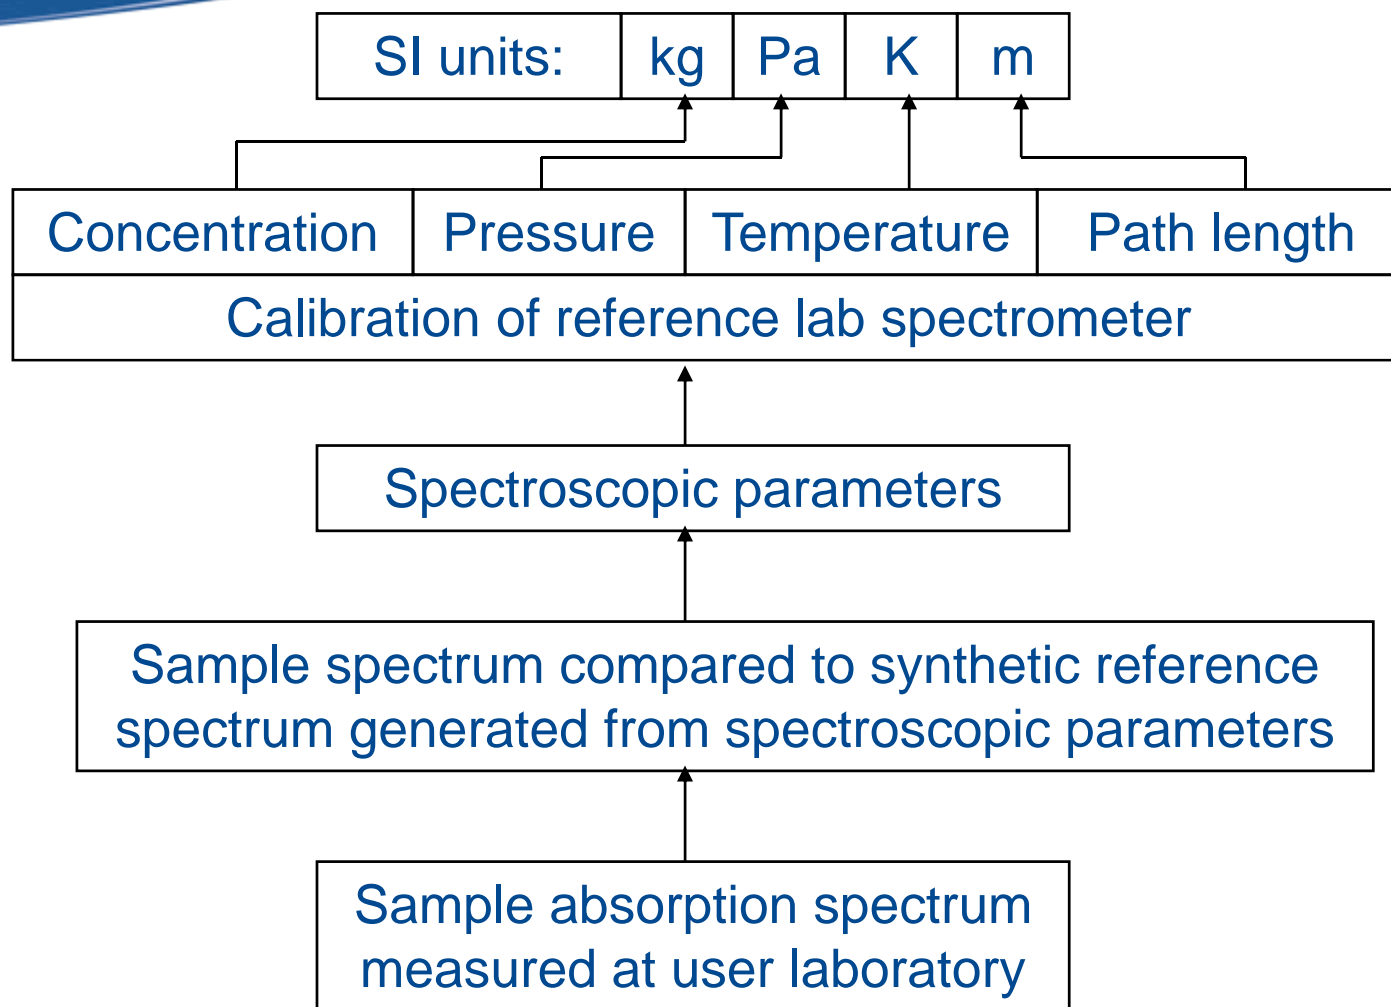 SI units: kg Pa K m
Concentration Pressure Temperature Path length
Calibration of reference lab spectrometer
Spectroscopic parameters
Sample spectrum compared to synthetic reference
spectrum generated from spectroscopic parameters
Sample absorption spectrum
measured at user laboratory